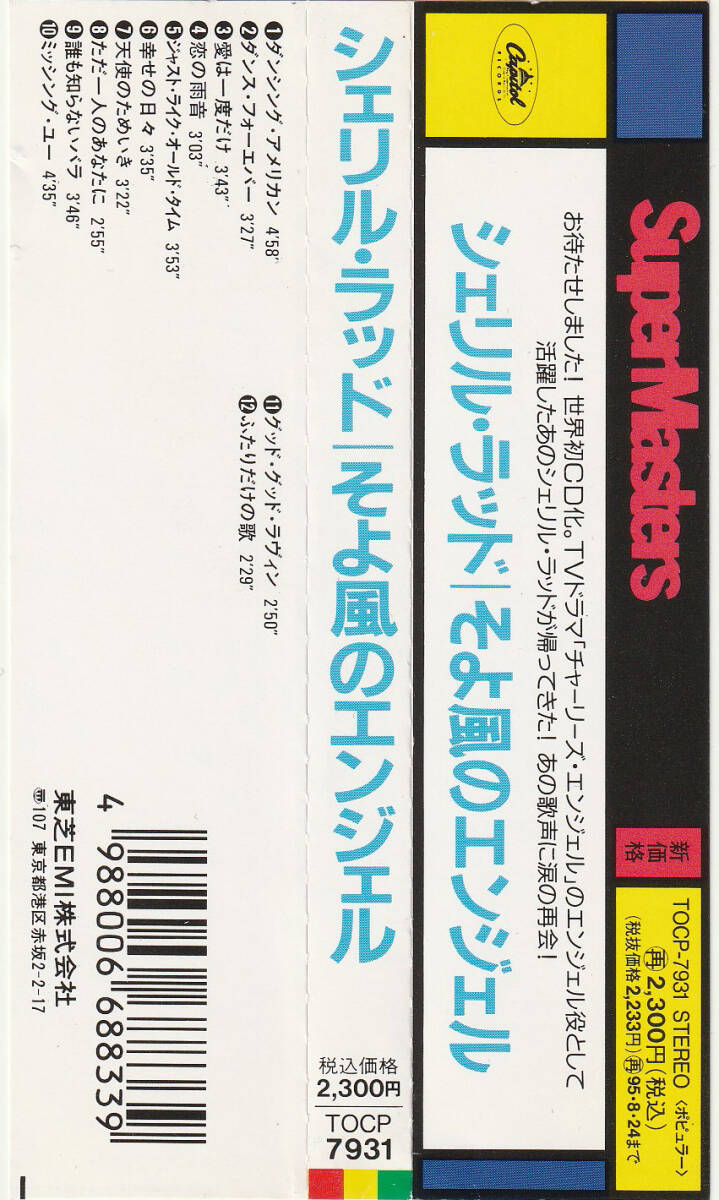 SuperMasters
新価格
TOCP-7931 STEREO 〈ポピュラー〉
再 2,300円(税込)
(税抜価格2,233円) 再95・8・24まで
Capitol
RECORDS
お待たせしました! 世界初CD化。TVドラマ「チャーリーズ・エンジェル」のエンジェル役として
活躍したあのシェリル・ラッドが帰ってきた! あの歌声に涙の再会!
シェリル・ラッド|そよ風のエンジェル
シェリル・ラッド|そよ風のエンジェル
税込価格
2,300円
TOCP
7931
❶ダンシング・アメリカン 4'58"
❷ダンス・フォーエバー 3'27"
❸愛は一度だけ 3'43"
❹恋の雨音 3'03"
❺ジャスト・ライク・オールド・タイム 3'53"
❻幸せの日々 3'35"
❼天使のためいき 3'22"
❽ただ一人のあなたに 2'55"
❾誰も知らないバラ 3'46"
❿ミッシング・ユー 4'35"
⓫グッド・グッド・ラヴィン 2'50"
⓬ふたりだけの歌 2'29"
4 988006 688339
東芝EMI株式会社
〠107 東京都港区赤坂2-2-17